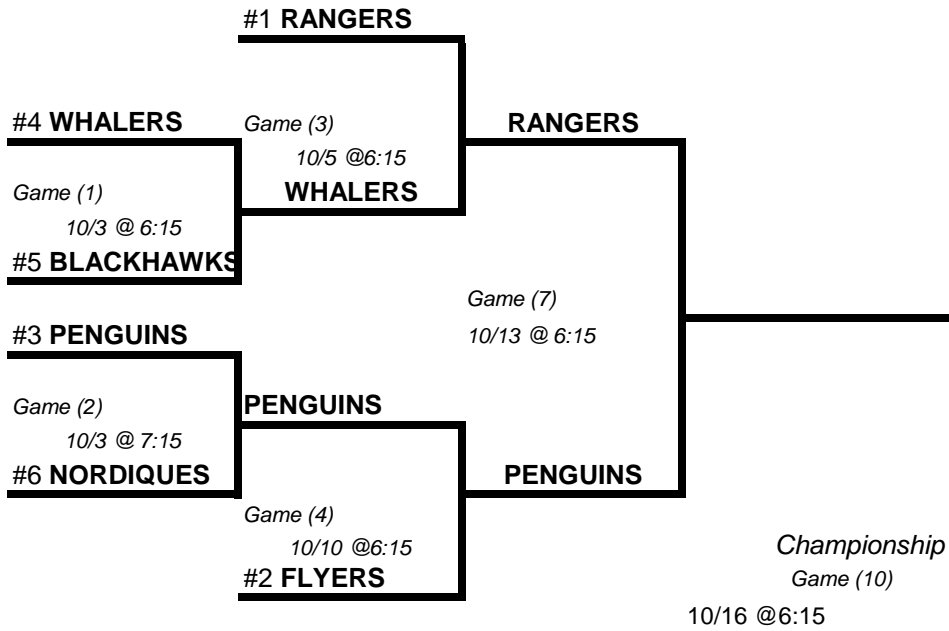 #1 RANGERS
#4 WHALERS
Game (3)
RANGERS
10/5 @6:15
Game (1)
WHALERS
10/3 @ 6:15
#5 BLACKHAWKS
Game (7)
#3 PENGUINS
10/13 @ 6:15
Game (2)
PENGUINS
10/3 @ 7:15
#6 NORDIQUES
PENGUINS
Game (4)
10/10 @6:15
Championship
#2 FLYERS
Game (10)
10/16 @6:15